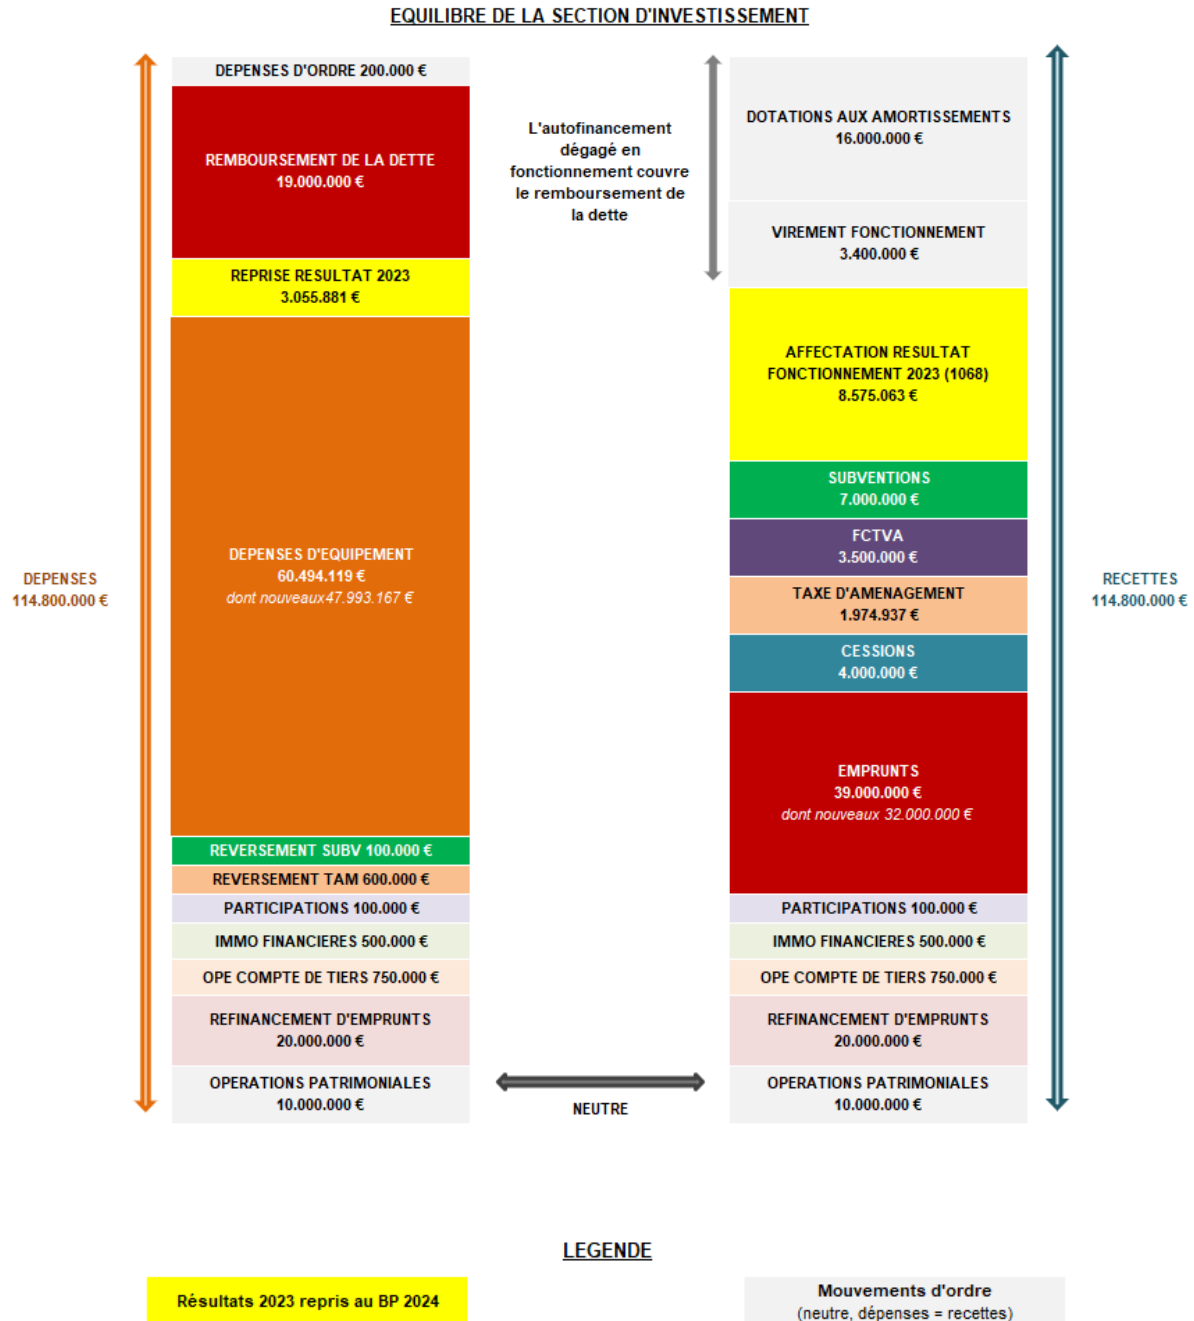 EQUILIBRE DE LA SECTION D'INVESTISSEMENT
DEPENSES D'ORDRE 200.000 €
REMBOURSEMENT DE LA DETTE
19.000.000 €
REPRISE RESULTAT 2023
3.055.881 €
DEPENSES D'EQUIPEMENT
60.494.119 €
dont nouveaux47.993.167 €
REVERSEMENT SUBV 100.000 €
REVERSEMENT TAM 600.000 €
PARTICIPATIONS 100.000 €
IMMO FINANCIERES 500.000 €
OPE COMPTE DE TIERS 750.000 €
REFINANCEMENT D'EMPRUNTS
20.000.000 €
OPERATIONS PATRIMONIALES
10.000.000 €
DEPENSES
114.800.000 €
L'autofinancement
dégagé en
fonctionnement couvre
le remboursement de
la dette
NEUTRE
DOTATIONS AUX AMORTISSEMENTS
16.000.000 €
VIREMENT FONCTIONNEMENT
3.400.000 €
AFFECTATION RESULTAT
FONCTIONNEMENT 2023 (1068)
8.575.063 €
SUBVENTIONS
7.000.000 €
FCTVA
3.500.000 €
TAXE D'AMENAGEMENT
1.974.937 €
CESSIONS
4.000.000 €
EMPRUNTS
39.000.000 €
dont nouveaux 32.000.000 €
PARTICIPATIONS 100.000 €
IMMO FINANCIERES 500.000 €
OPE COMPTE DE TIERS 750.000 €
REFINANCEMENT D'EMPRUNTS
20.000.000 €
OPERATIONS PATRIMONIALES
10.000.000 €
RECETTES
114.800.000 €
LEGENDE
Résultats 2023 repris au BP 2024
Mouvements d'ordre
(neutre, dépenses = recettes)